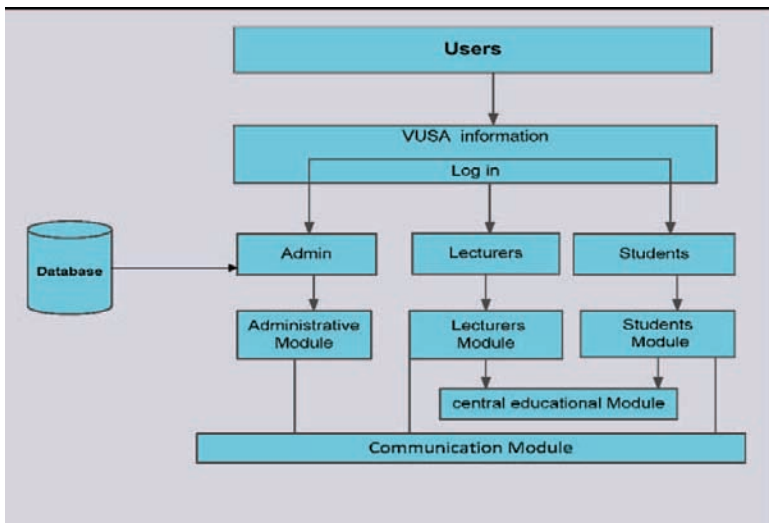 Users
VUSA information
Log in
Database
Admin
Lecturers
Students
Administrative
Module
Lecturers
Module
Students
Module
central educational Module
Communication Module